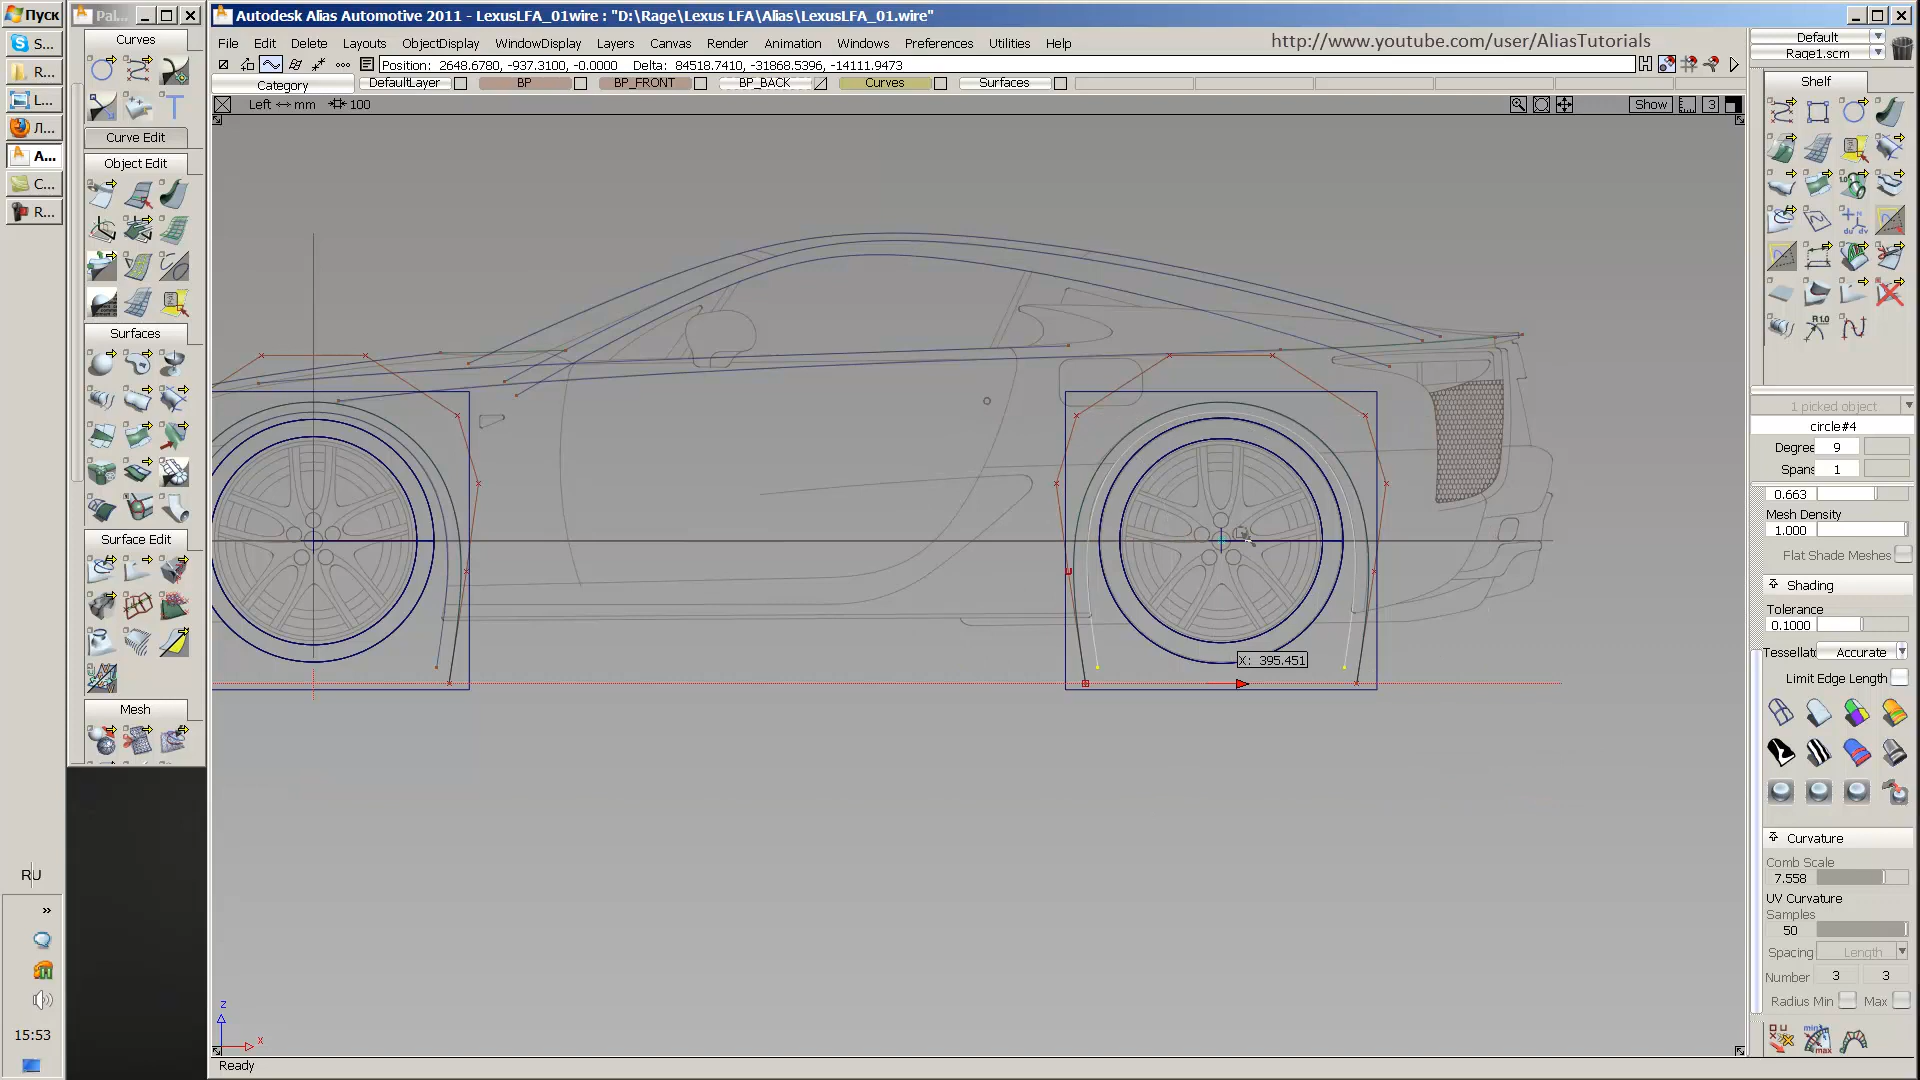 Пуск
S...
R...
L...
Л...
A...
C...
R...
RU
»
15:53
Pal...
Curves
Curve Edit
Object Edit
Surfaces
Surface Edit
Mesh
Autodesk Alias Automotive 2011 - LexusLFA_01wire : "D:\Rage\Lexus LFA\Alias\LexusLFA_01.wire"
File Edit Delete Layouts ObjectDisplay WindowDisplay Layers Canvas Render Animation Windows Preferences Utilities Help
http://www.youtube.com/user/AliasTutorials
Position: 2648.6780, -937.3100, -0.0000 Delta: 84518.7410, -31868.5396, -14111.9473
H
Category DefaultLayer BP BP_FRONT BP_BACK Curves Surfaces
Left <-> mm 100
Show 3
X: 395.451
z
x
Ready
Default
Rage1.scm
Shelf
1 picked object
circle#4
Degree 9
Spans 1
0.663
Mesh Density
1.000
Flat Shade Meshes
Shading
Tolerance
0.1000
Tessellat Accurate
Limit Edge Length
Curvature
Comb Scale
7.558
UV Curvature
Samples
50
Spacing Length
Number 3 3
Radius Min Max